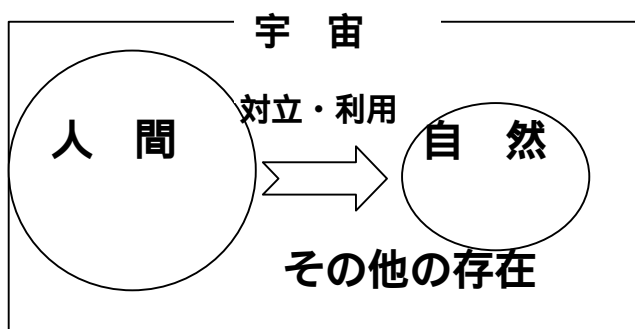 宇　宙
対立・利用
人　間
自　然
その他の存在